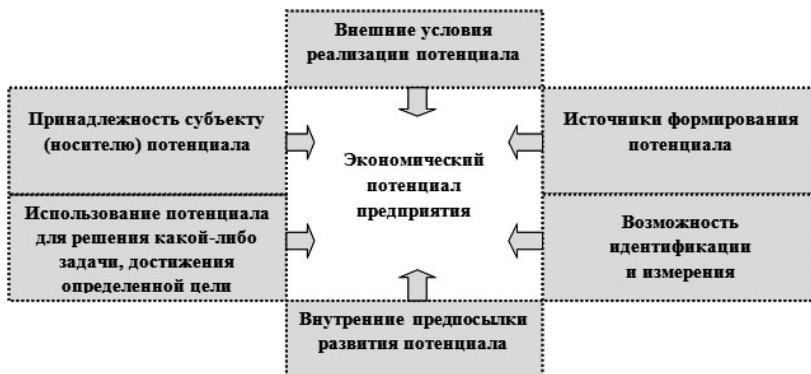 Внешние условия
реализации потенциала
Принадлежность субъекту
(носителю) потенциала
Источники формирования
потенциала
Экономический
потенциал
предприятия
Использование потенциала
для решения какой-либо
задачи, достижения
определенной цели
Возможность
идентификации
и измерения
Внутренние предпосылки
развития потенциала